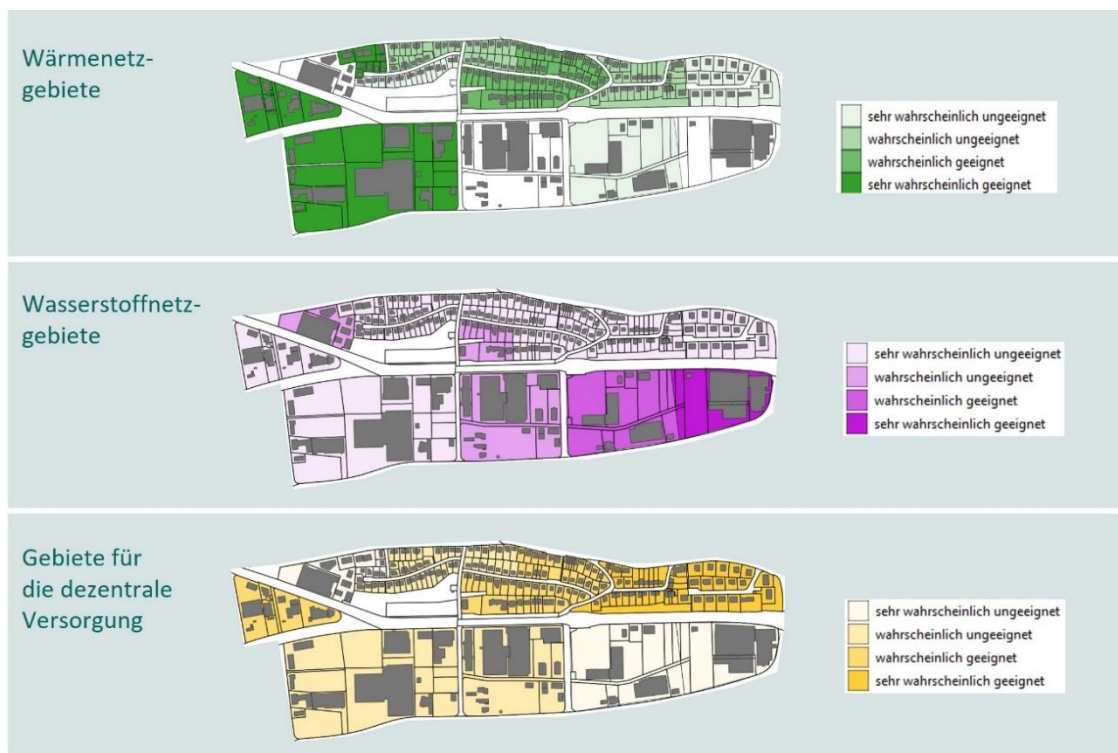 Wärmenetz-
gebiete
sehr wahrscheinlich ungeeignet
wahrscheinlich ungeeignet
wahrscheinlich geeignet
sehr wahrscheinlich geeignet
Wasserstoffnetz-
gebiete
sehr wahrscheinlich ungeeignet
wahrscheinlich ungeeignet
wahrscheinlich geeignet
sehr wahrscheinlich geeignet
Gebiete für
die dezentrale
Versorgung
sehr wahrscheinlich ungeeignet
wahrscheinlich ungeeignet
wahrscheinlich geeignet
sehr wahrscheinlich geeignet